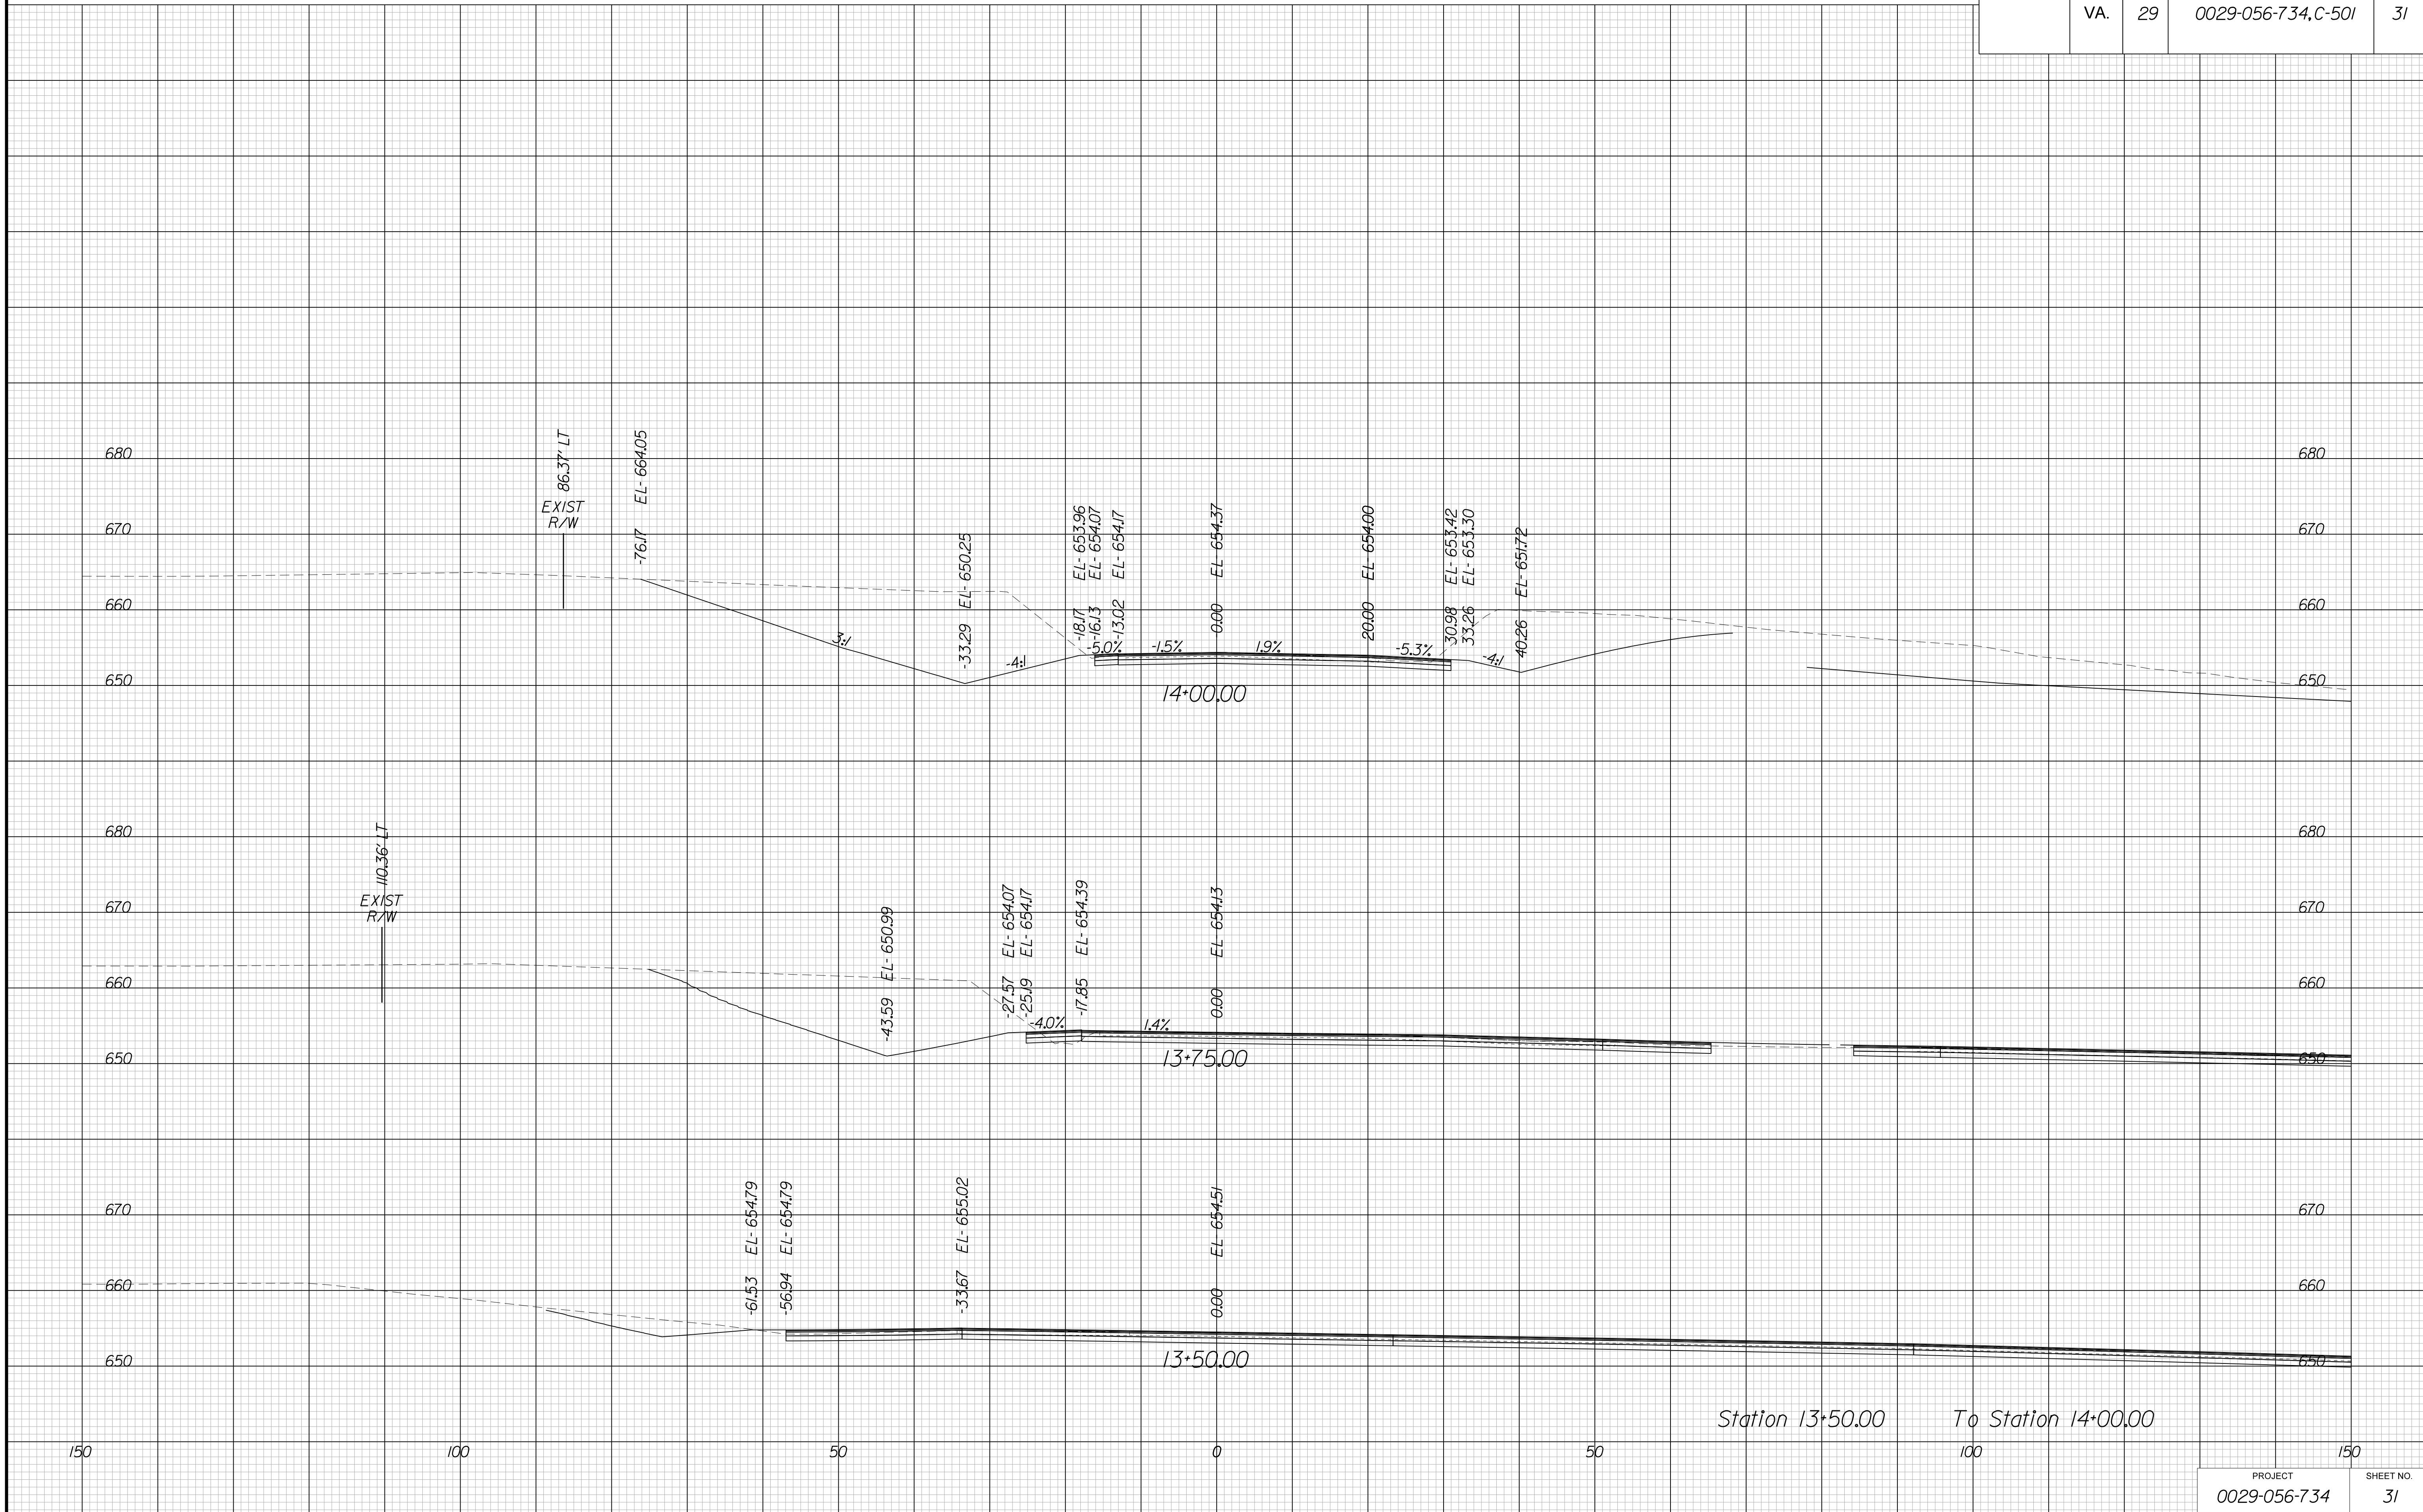 VA. 29 0029-056-734, C-501 31
680 680
86.37' LT
EXIST
R/W
-76.17 EL- 664.05
-33.29 EL- 650.25
-18.17 EL- 653.96
-16.13 EL- 654.07
-13.02 EL- 654.17
0.00 EL 654.37
20.00 EL 654.00
30.98 EL- 653.42
33.26 EL- 653.30
40.26 EL- 651.72
670 670
660 660
3:1 -4:1 -5.0% -1.5% 1.9% -5.3% -4:1
650 650
14+00.00
680 680
110.36' LT
EXIST
R/W
-43.59 EL- 650.99
-27.57 EL- 654.07
-25.19 EL- 654.17
-17.85 EL- 654.39
0.00 EL 654.13
670 670
660 660
-4.0% 1.4%
650 650
13+75.00
-61.53 EL- 654.79
-56.94 EL- 654.79
-33.67 EL- 655.02
0.00 EL 654.51
670 670
660 660
650 650
13+50.00
Station 13+50.00 To Station 14+00.00
150 100 50 0 50 100 150
PROJECT SHEET NO.
0029-056-734 31